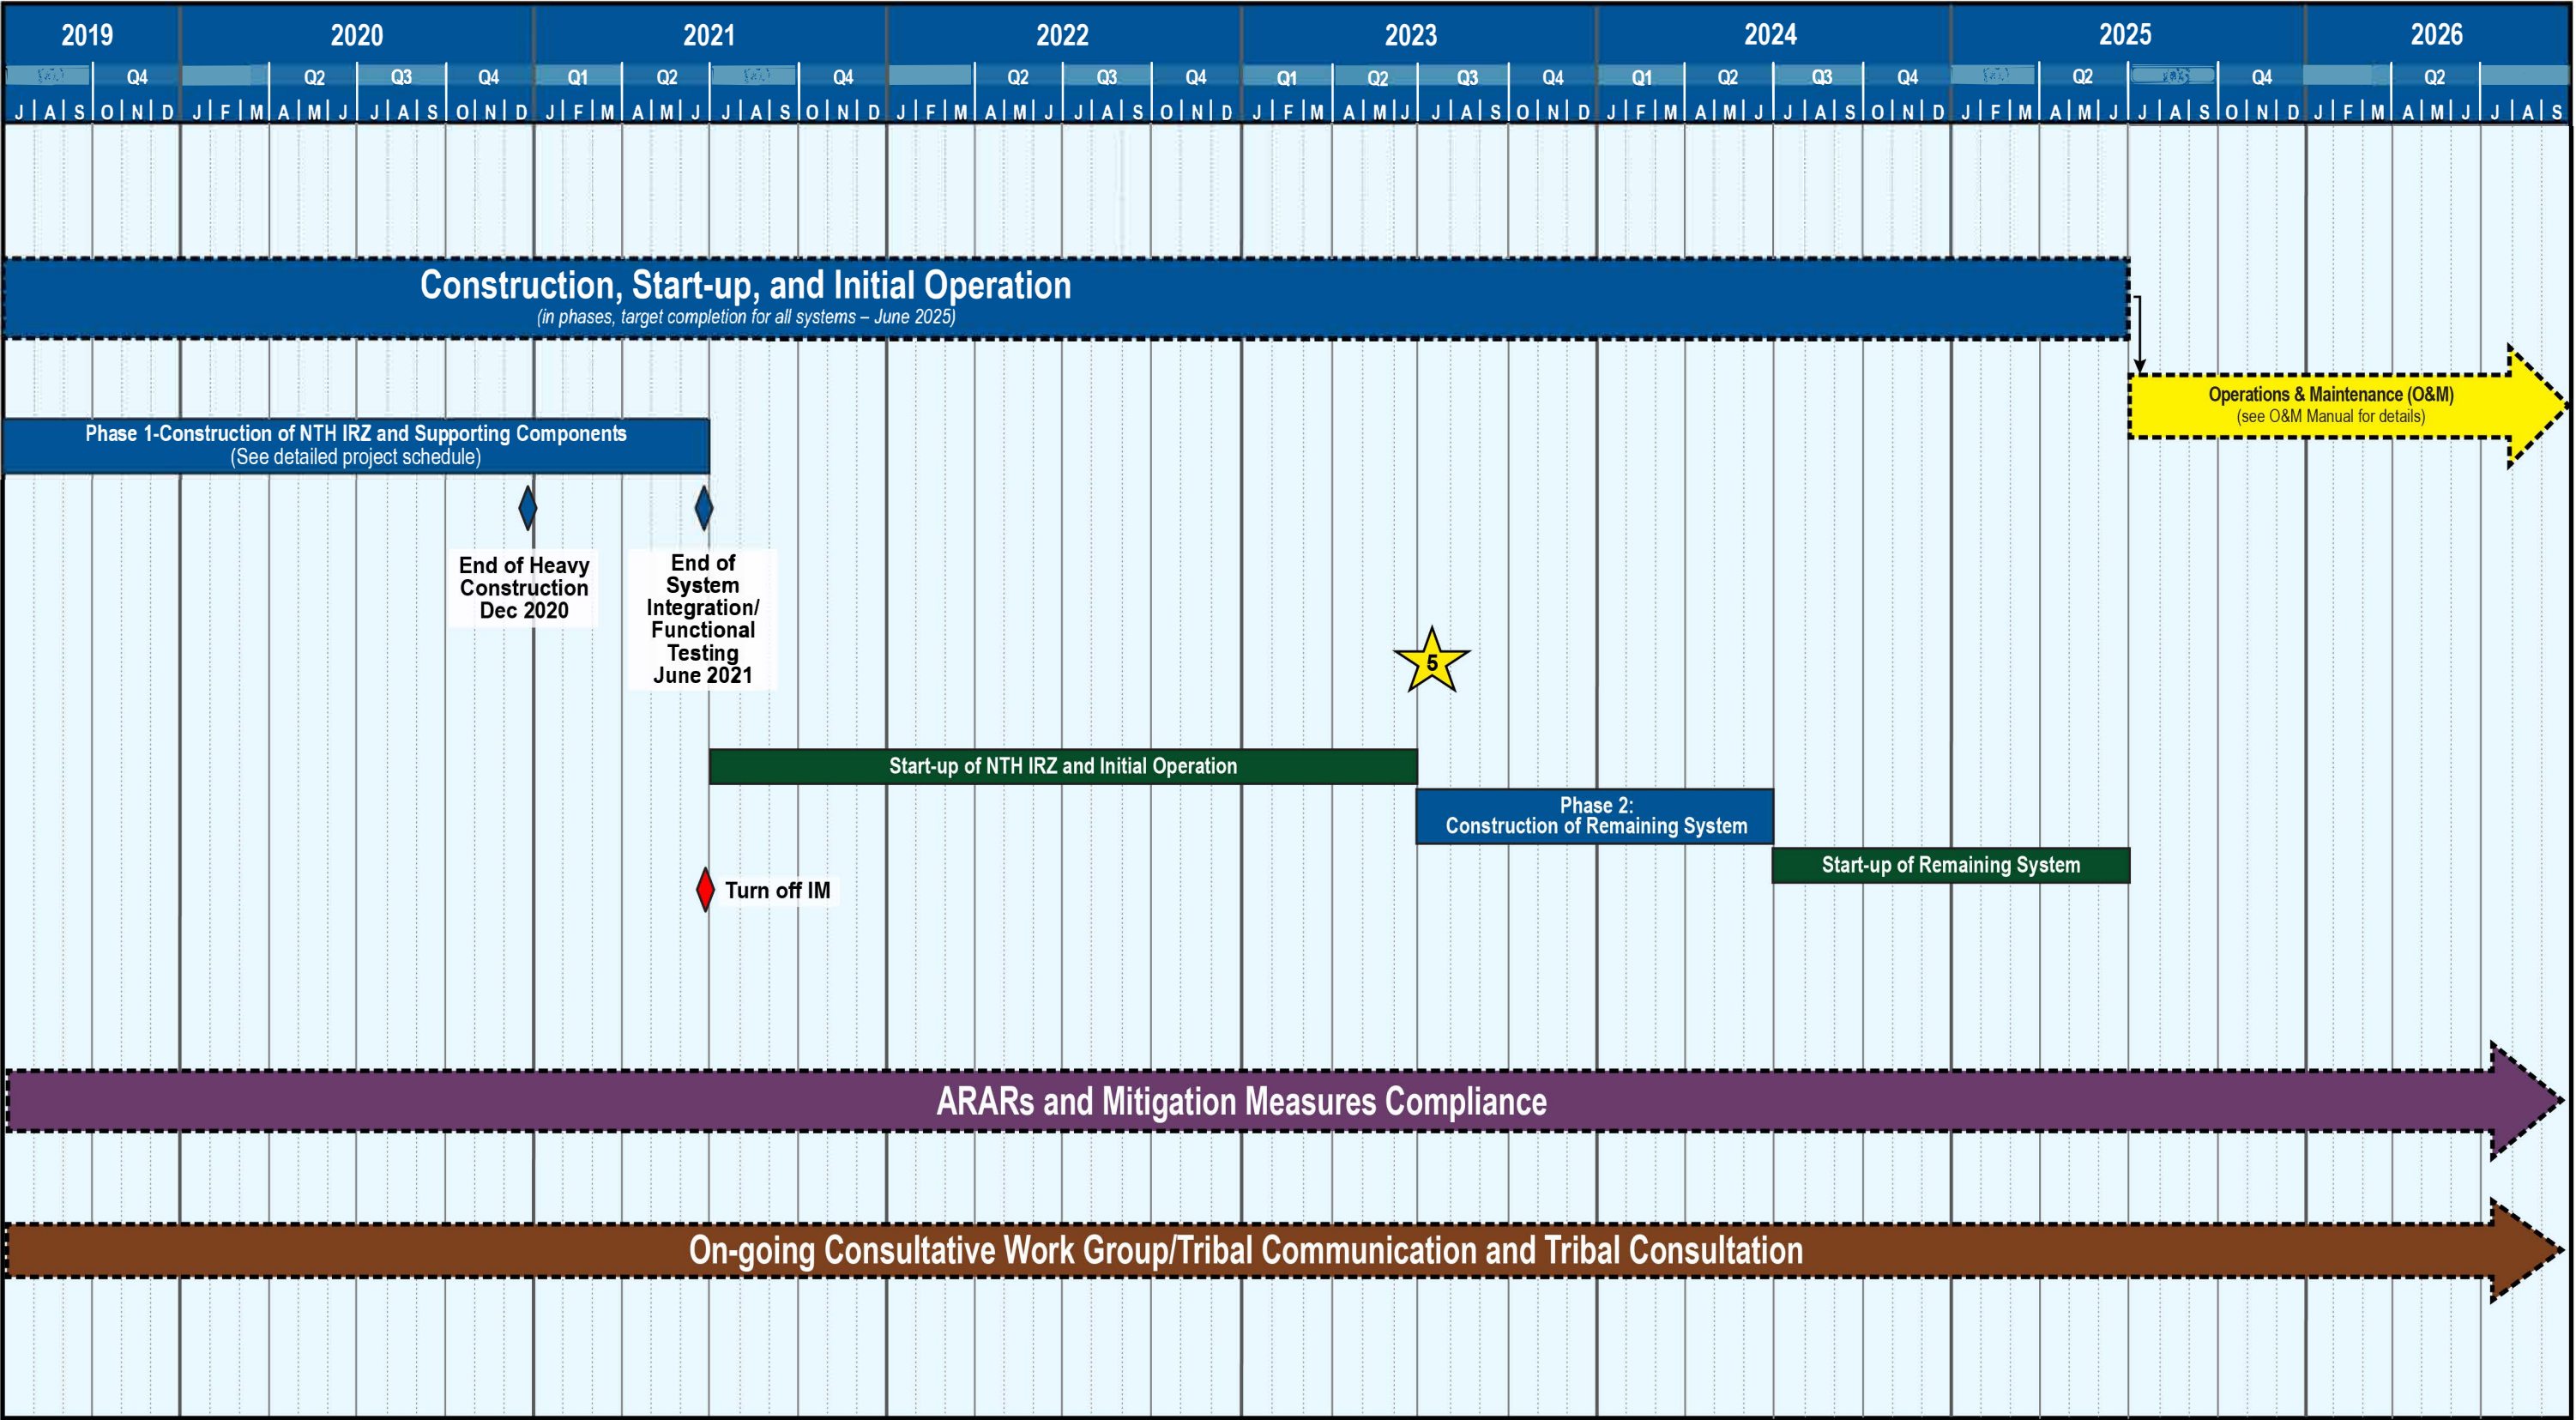 2019 2020 2021 2022 2023 2024 2025 2026
Q4 Q2 Q3 Q4 Q1 Q2 Q4 Q2 Q3 Q4 Q1 Q2 Q3 Q4 Q1 Q2 Q3 Q4 Q2 Q4 Q2
J A S O N D J F M A M J J A S O N D J F M A M J J A S O N D J F M A M J J A S O N D J F M A M J J A S O N D J F M A M J J A S O N D J F M A M J J A S O N D J F M A M J J A S
Construction, Start-up, and Initial Operation
(in phases, target completion for all systems – June 2025)
Operations & Maintenance (O&M)
(see O&M Manual for details)
Phase 1-Construction of NTH IRZ and Supporting Components
(See detailed project schedule)
End of Heavy
Construction
Dec 2020
End of
System
Integration/
Functional
Testing
June 2021
5
Start-up of NTH IRZ and Initial Operation
Phase 2:
Construction of Remaining System
Start-up of Remaining System
Turn off IM
ARARs and Mitigation Measures Compliance
On-going Consultative Work Group/Tribal Communication and Tribal Consultation